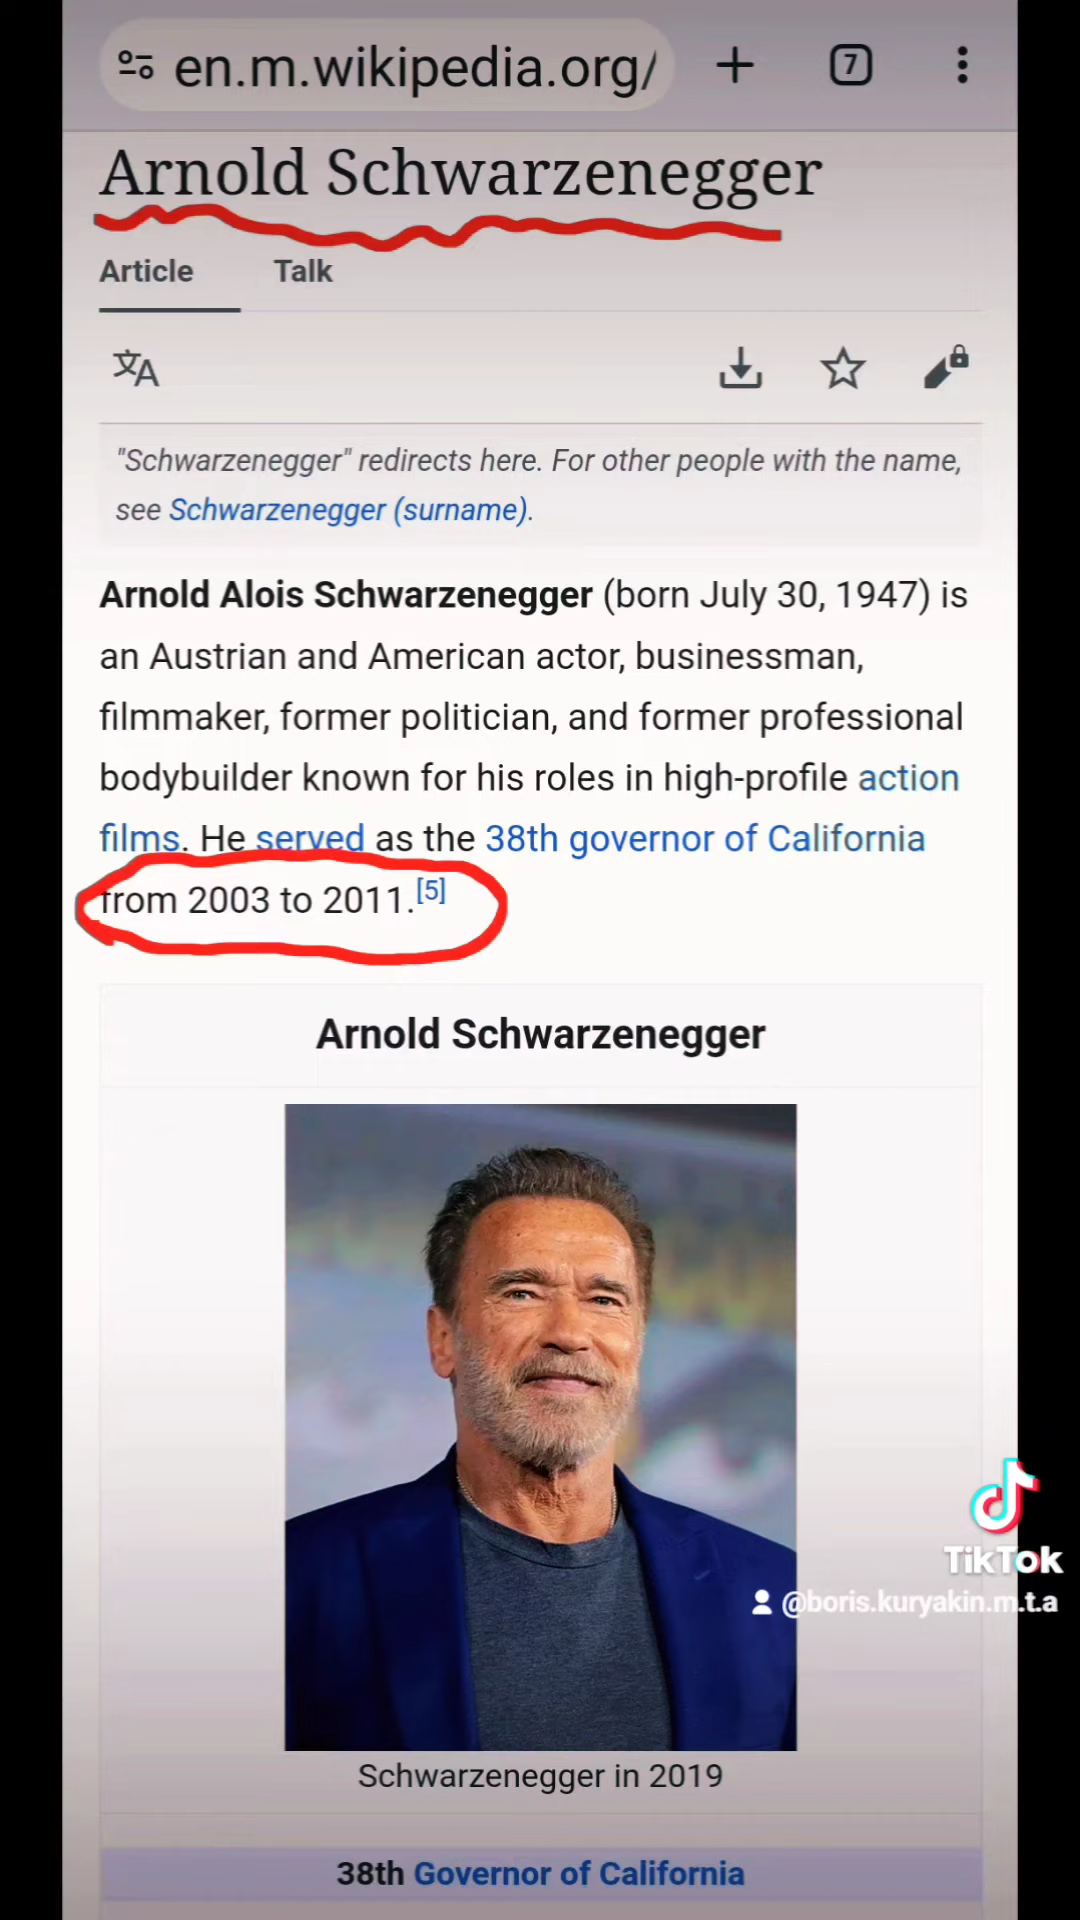 en.m.wikipedia.org/
7
Arnold Schwarzenegger
Article Talk
"Schwarzenegger" redirects here. For other people with the name,
see Schwarzenegger (surname).
Arnold Alois Schwarzenegger (born July 30, 1947) is
an Austrian and American actor, businessman,
filmmaker, former politician, and former professional
bodybuilder known for his roles in high-profile action
films. He served as the 38th governor of California
from 2003 to 2011.[5]
Arnold Schwarzenegger
TikTok
@boris.kuryakin.m.t.a
Schwarzenegger in 2019
38th Governor of California